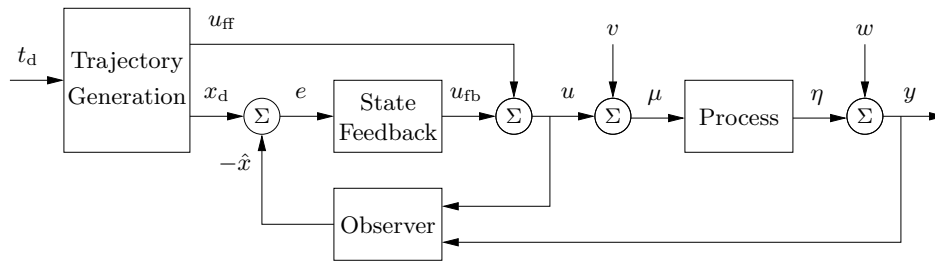 u_ff
v
w
t_d
Trajectory
Generation
x_d
Σ
e
State
Feedback
u_fb
Σ
u
Σ
μ
Process
η
Σ
y
−x̂
Observer